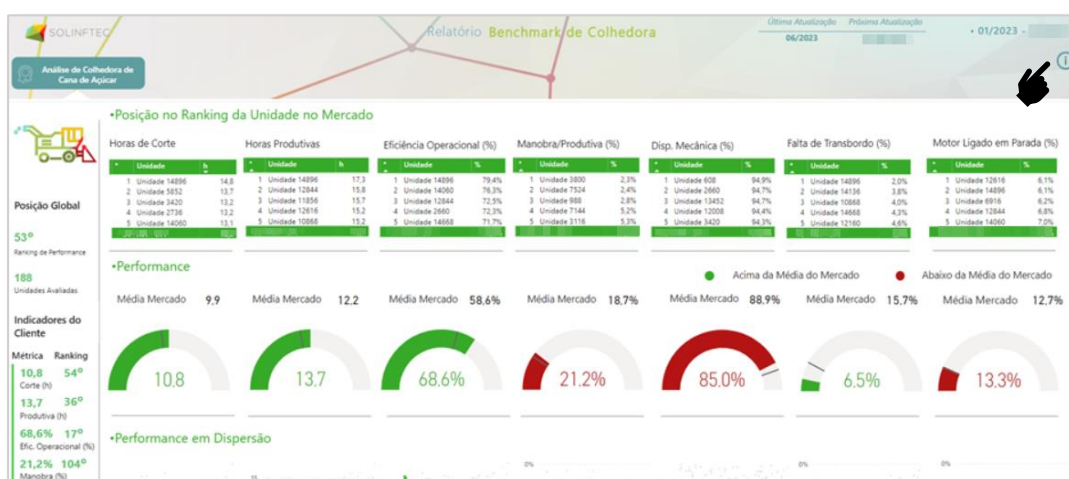 SOLINFTEC
Relatório Benchmark de Colhedora
Última Atualização Próxima Atualização
06/2023
• 01/2023 -
Análise de Colhedora de
Cana de Açúcar
i
•Posição no Ranking da Unidade no Mercado
Horas de Corte
Unidade h
1 Unidade 14896 14,8
2 Unidade 5852 13,7
3 Unidade 3420 13,2
4 Unidade 2736 13,2
5 Unidade 14060 13,1
Horas Produtivas
Unidade h
1 Unidade 14896 17,3
2 Unidade 12844 15,8
3 Unidade 11856 15,7
4 Unidade 12616 15,2
5 Unidade 10868 15,2
Eficiência Operacional (%)
Unidade %
1 Unidade 14896 79,4%
2 Unidade 14060 76,3%
3 Unidade 12844 72,5%
4 Unidade 2660 72,3%
5 Unidade 14668 71,7%
Manobra/Produtiva (%)
Unidade %
1 Unidade 3800 2,3%
2 Unidade 7524 2,4%
3 Unidade 988 2,8%
4 Unidade 7144 5,2%
5 Unidade 3116 5,3%
Disp. Mecânica (%)
Unidade %
1 Unidade 608 94,9%
2 Unidade 2660 94,7%
3 Unidade 13452 94,7%
4 Unidade 12008 94,4%
5 Unidade 3420 94,3%
Falta de Transbordo (%)
Unidade %
1 Unidade 14896 2,0%
2 Unidade 14136 3,8%
3 Unidade 10868 4,0%
4 Unidade 14668 4,3%
5 Unidade 12160 4,6%
Motor Ligado em Parada (%)
Unidade %
1 Unidade 12616 6,1%
2 Unidade 14896 6,1%
3 Unidade 6916 6,2%
4 Unidade 12844 6,8%
5 Unidade 14060 7,0%
Posição Global
53º
Ranking de Performance
188
Unidades Avaliadas
Indicadores do
Cliente
Métrica Ranking
10,8 54º
Corte (h)
13,7 36º
Produtiva (h)
68,6% 17º
Efic. Operacional (%)
21,2% 104º
Manobra (%)
•Performance
Acima da Média do Mercado Abaixo da Média do Mercado
Média Mercado 9,9
Média Mercado 12,2
Média Mercado 58,6%
Média Mercado 18,7%
Média Mercado 88,9%
Média Mercado 15,7%
Média Mercado 12,7%
10.8
13.7
68.6%
21.2%
85.0%
6.5%
13.3%
•Performance em Dispersão
0%
0%
0%